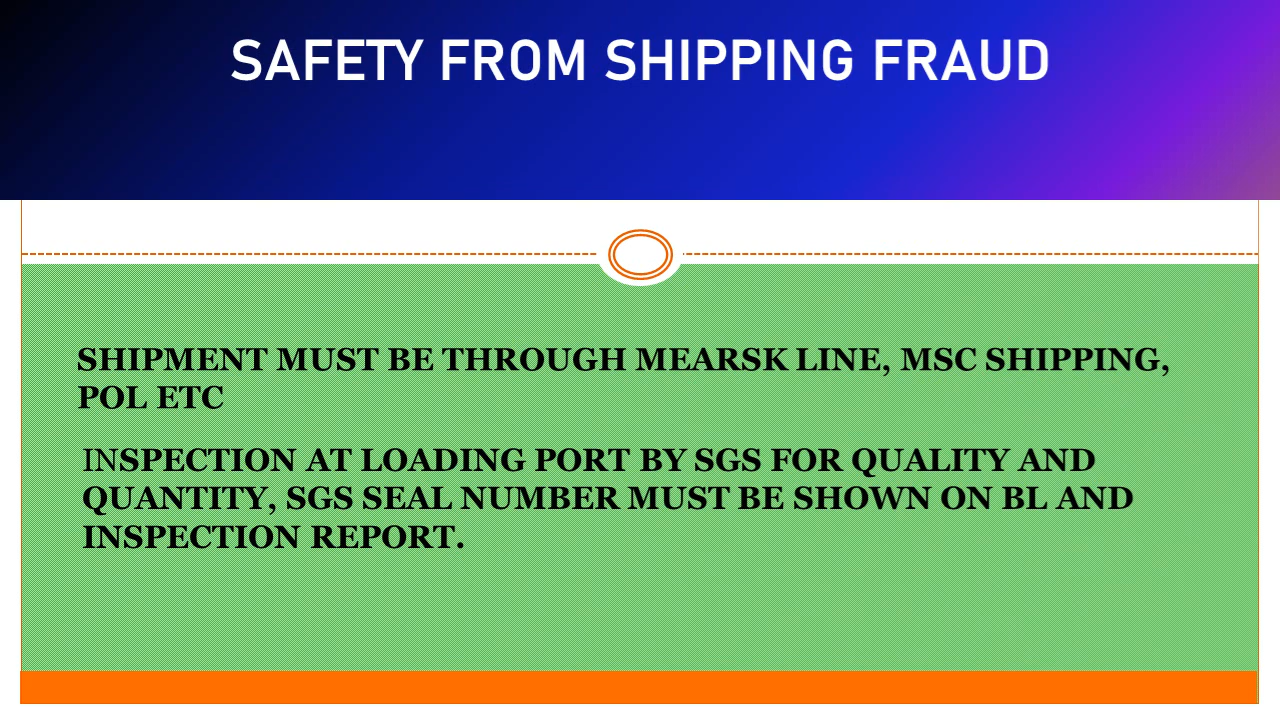 SAFETY FROM SHIPPING FRAUD
SHIPMENT MUST BE THROUGH MEARSK LINE, MSC SHIPPING,
POL ETC
INSPECTION AT LOADING PORT BY SGS FOR QUALITY AND
QUANTITY, SGS SEAL NUMBER MUST BE SHOWN ON BL AND
INSPECTION REPORT.